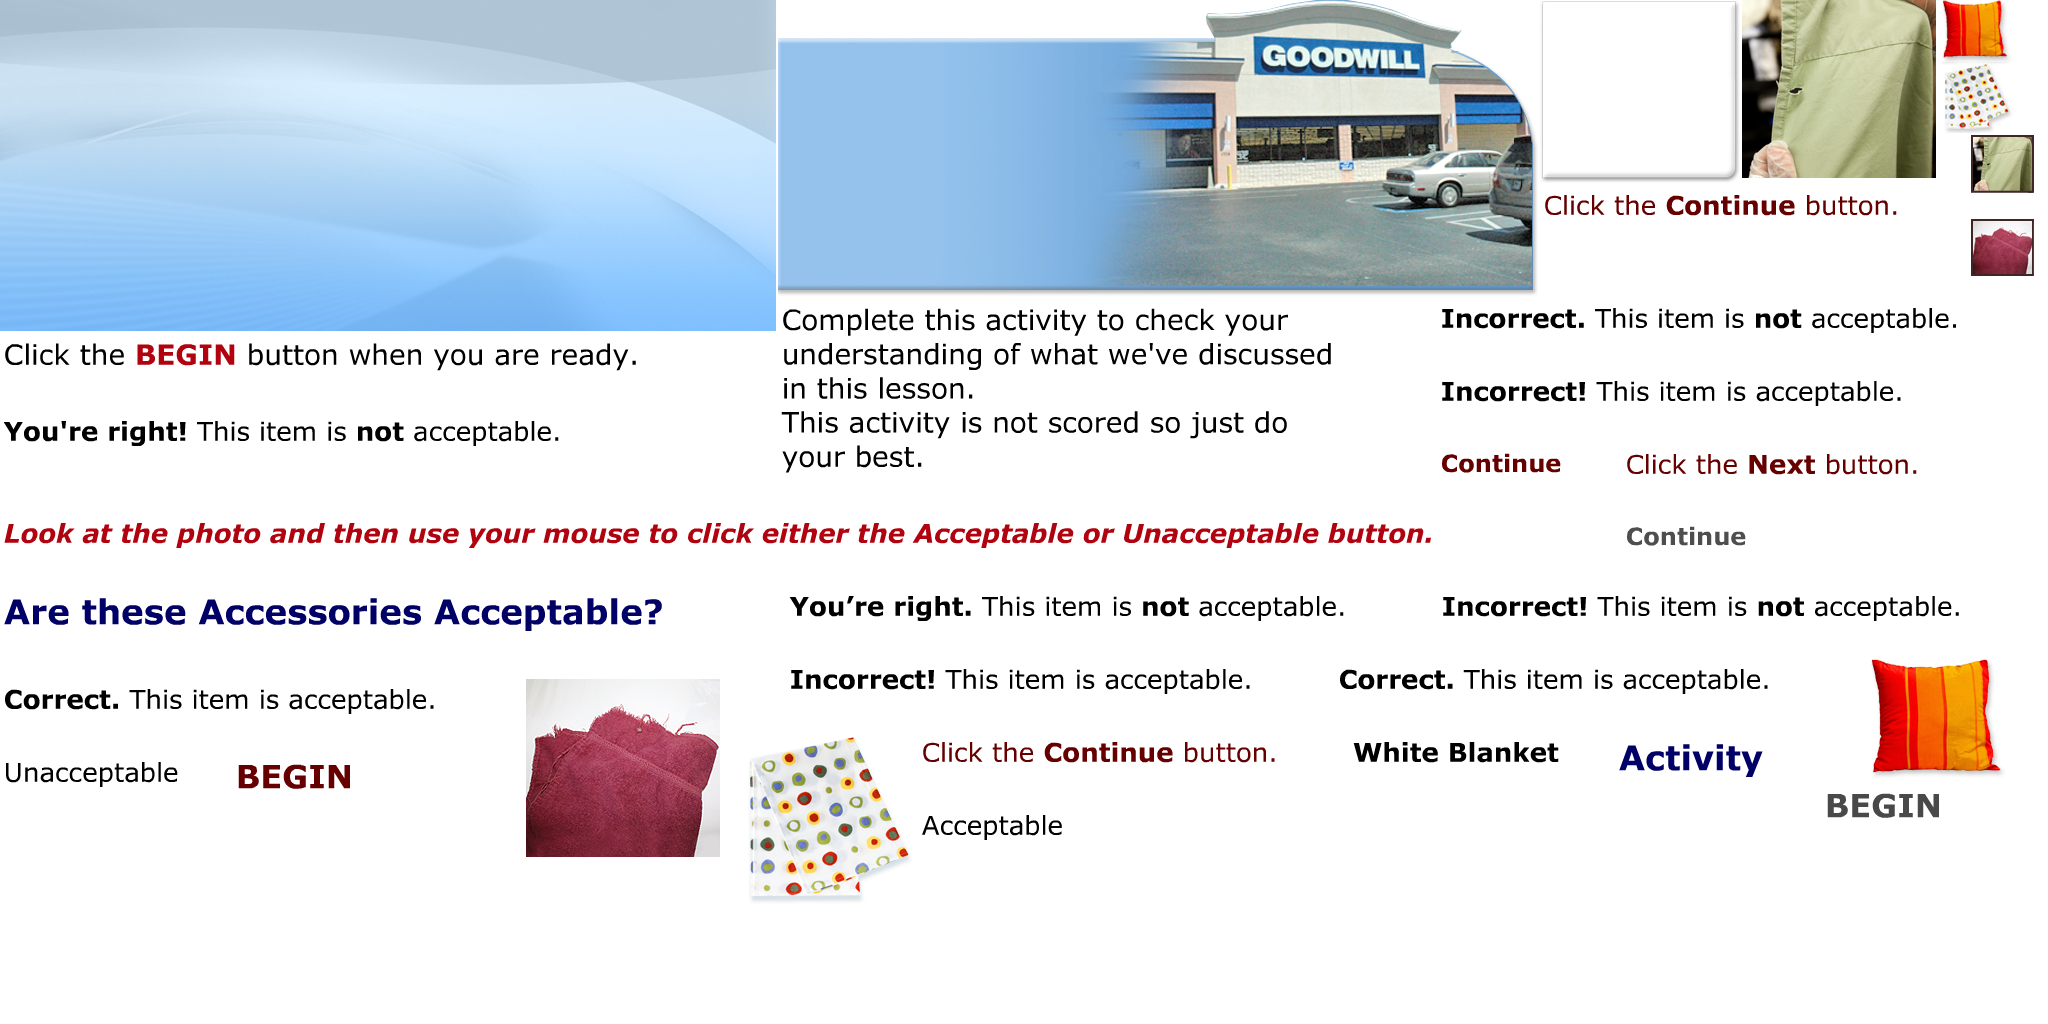 GOODWILL
Click the Continue button.
Click the BEGIN button when you are ready.
You're right! This item is not acceptable.
Complete this activity to check your
understanding of what we've discussed
in this lesson.
This activity is not scored so just do
your best.
Incorrect. This item is not acceptable.
Incorrect! This item is acceptable.
Continue
Click the Next button.
Look at the photo and then use your mouse to click either the Acceptable or Unacceptable button.
Continue
Are these Accessories Acceptable?
You’re right. This item is not acceptable.
Incorrect! This item is not acceptable.
Correct. This item is acceptable.
Incorrect! This item is acceptable.
Correct. This item is acceptable.
Unacceptable
BEGIN
Click the Continue button.
White Blanket
Activity
BEGIN
Acceptable